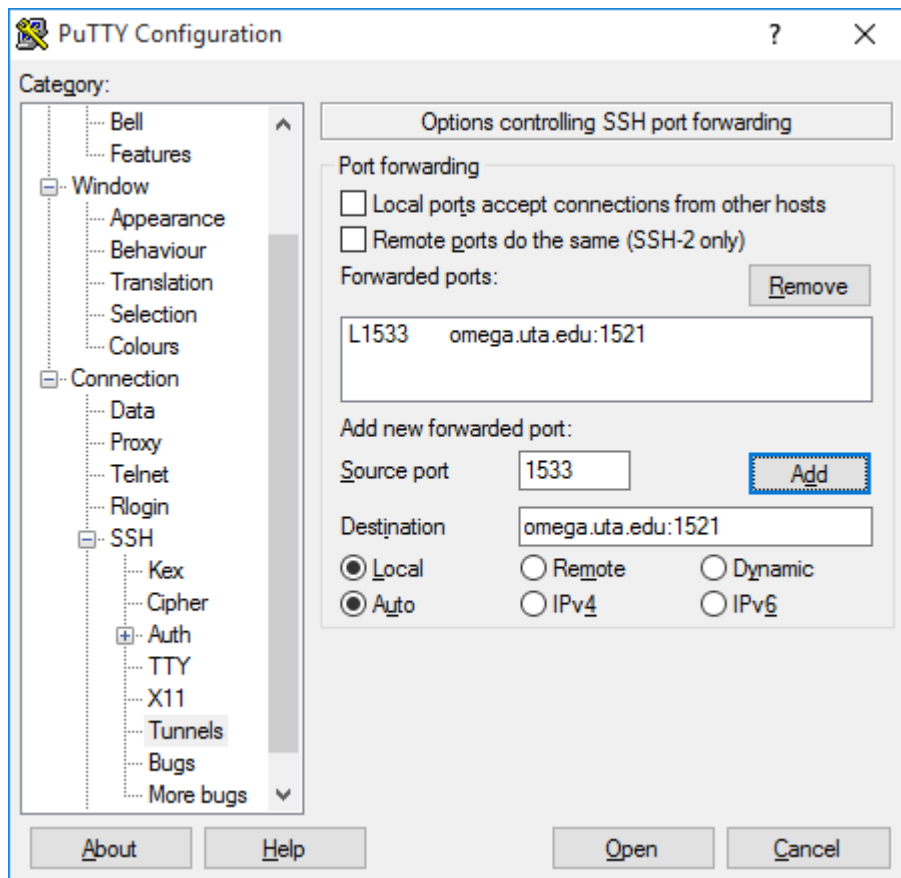 PuTTY Configuration
?
Category:
Bell
Features
Window
Appearance
Behaviour
Translation
Selection
Colours
Connection
Data
Proxy
Telnet
Rlogin
SSH
Kex
Cipher
Auth
TTY
X11
Tunnels
Bugs
More bugs
Options controlling SSH port forwarding
Port forwarding
Local ports accept connections from other hosts
Remote ports do the same (SSH-2 only)
Forwarded ports:
Remove
L1533 omega.uta.edu:1521
Add new forwarded port:
Source port 1533 Add
Destination omega.uta.edu:1521
Local Remote Dynamic
Auto IPv4 IPv6
About Help Open Cancel